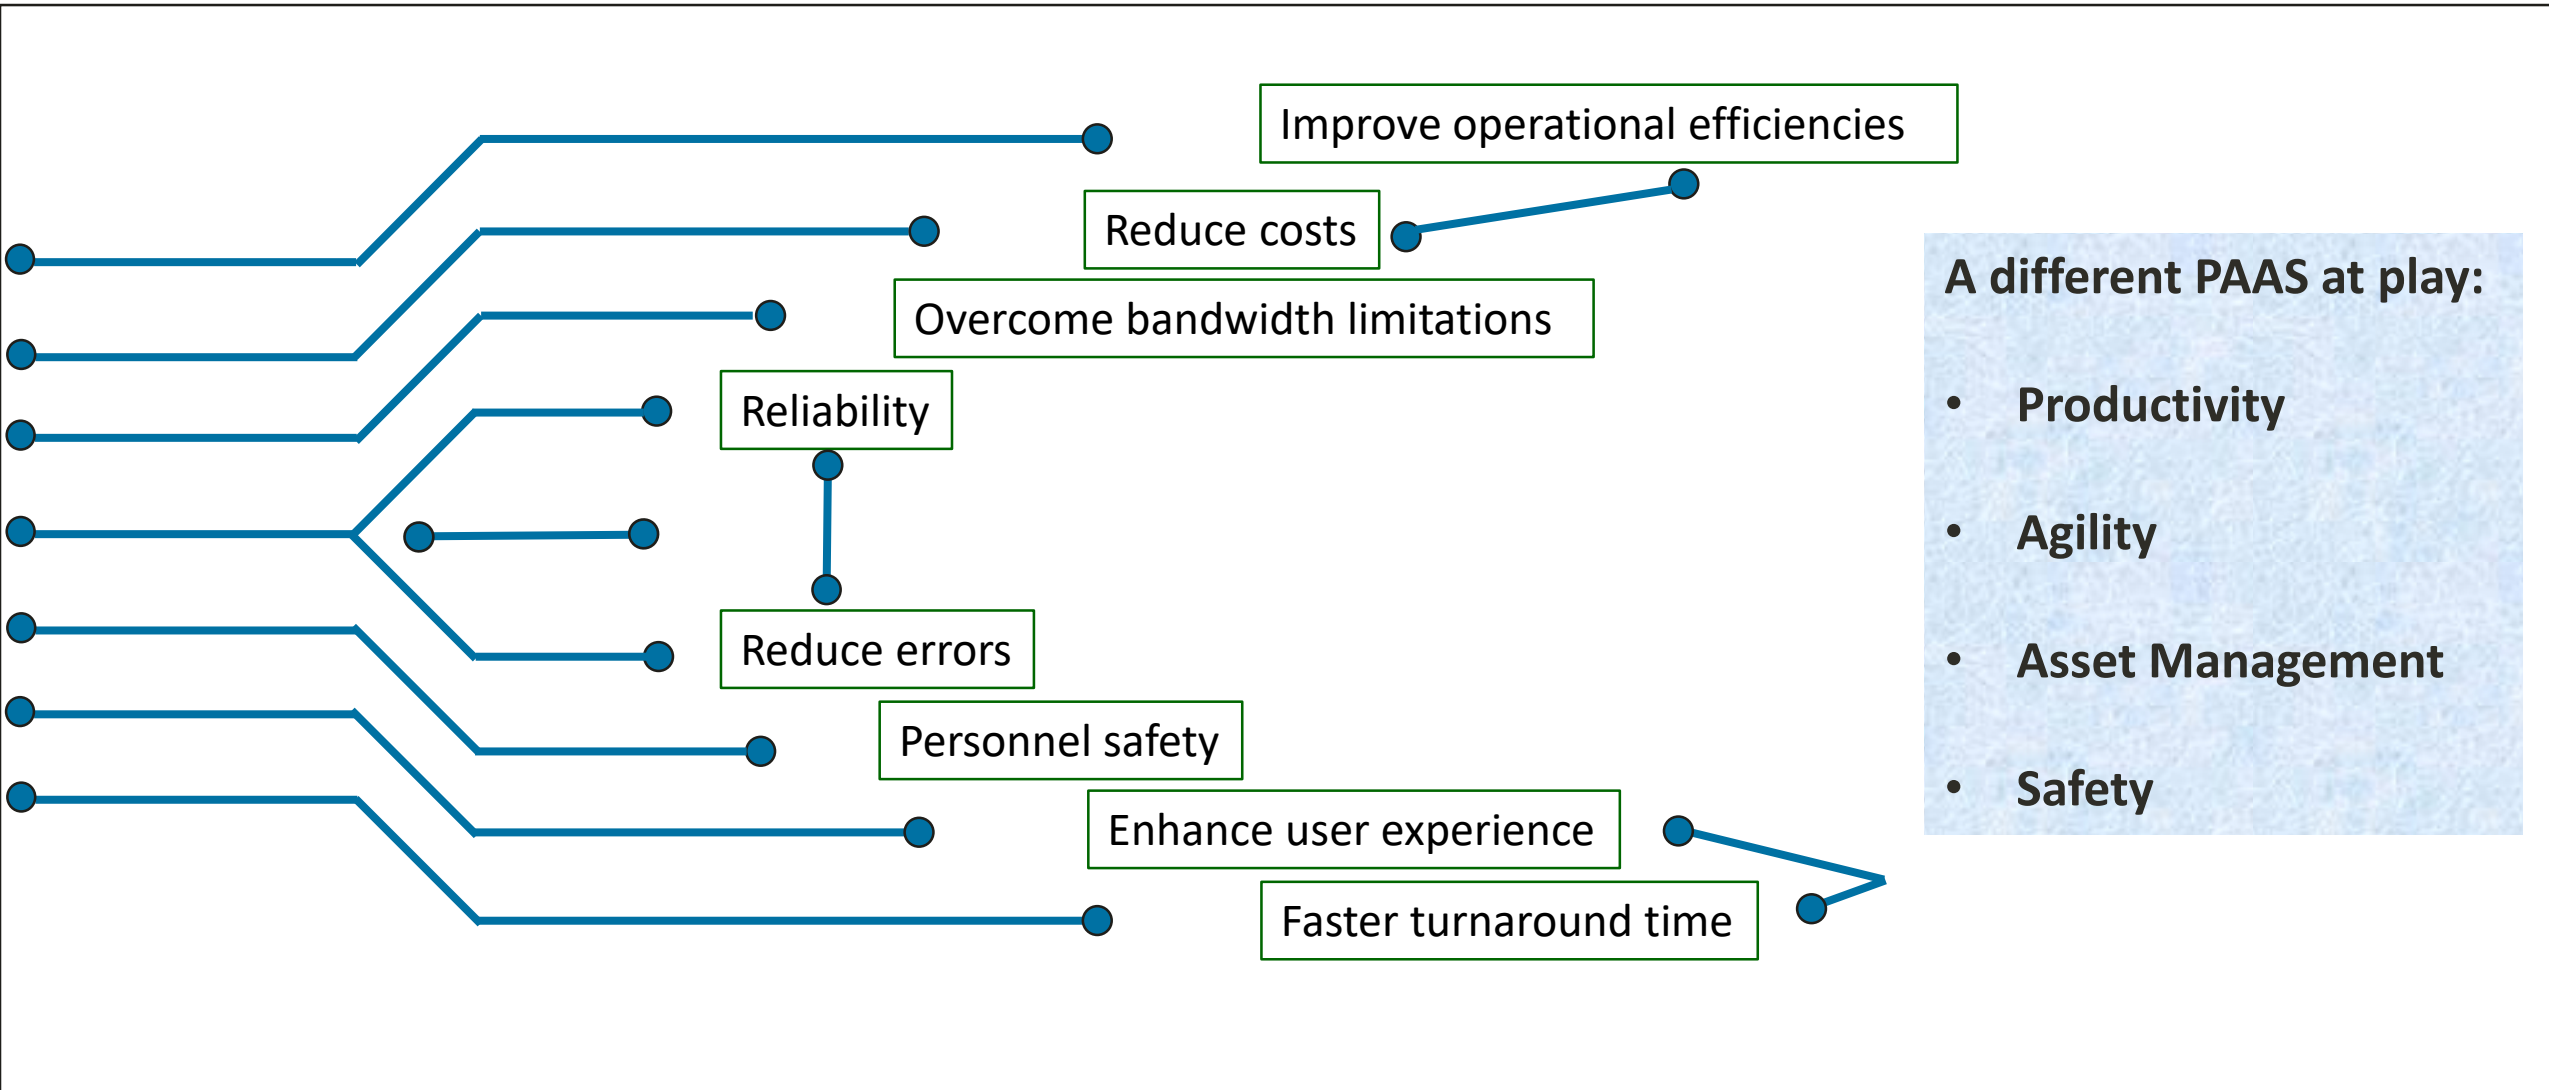 Improve operational efficiencies
Reduce costs
Overcome bandwidth limitations
Reliability
Reduce errors
Personnel safety
Enhance user experience
Faster turnaround time
A different PAAS at play:
• Productivity
• Agility
• Asset Management
• Safety